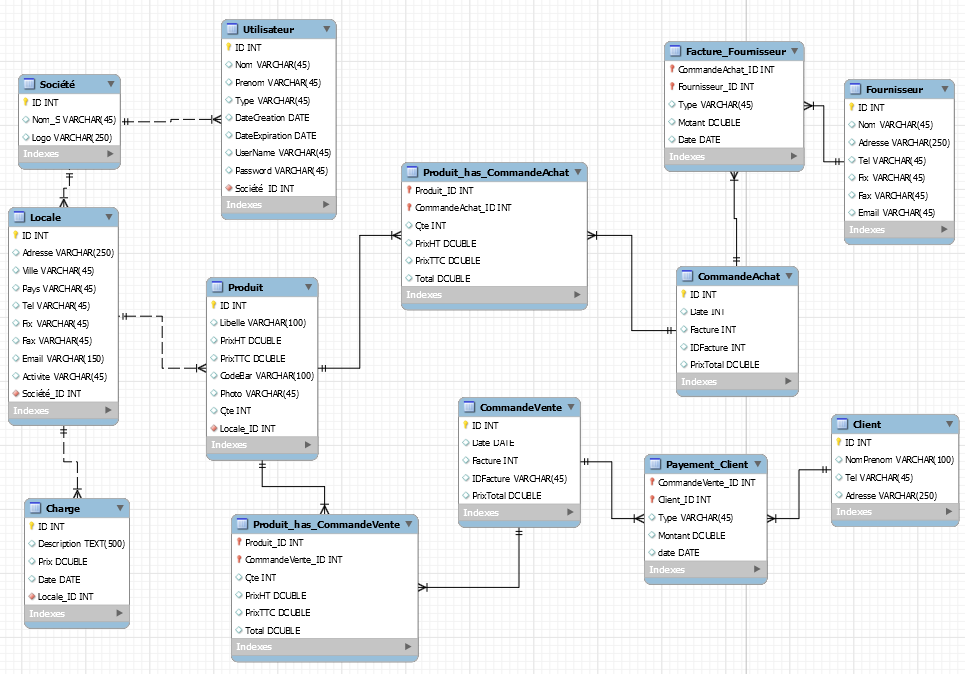 Utilisateur
ID INT
Nom VARCHAR(45)
Prenom VARCHAR(45)
Type VARCHAR(45)
DateCreation DATE
DateExpiration DATE
UserName VARCHAR(45)
Password VARCHAR(45)
Société_ID INT
Indexes
Société
ID INT
Nom_S VARCHAR(45)
Logo VARCHAR(250)
Indexes
Facture_Fournisseur
CommandeAchat_ID INT
Fournisseur_ID INT
Type VARCHAR(45)
Motant DOUBLE
Date DATE
Indexes
Fournisseur
ID INT
Nom VARCHAR(45)
Adresse VARCHAR(250)
Tel VARCHAR(45)
Fix VARCHAR(45)
Fax VARCHAR(45)
Email VARCHAR(45)
Indexes
Produit_has_CommandeAchat
Produit_ID INT
CommandeAchat_ID INT
Qte INT
PrixHT DOUBLE
PrixTTC DOUBLE
Total DOUBLE
Indexes
Locale
ID INT
Adresse VARCHAR(250)
Ville VARCHAR(45)
Pays VARCHAR(45)
Tel VARCHAR(45)
Fix VARCHAR(45)
Fax VARCHAR(45)
Email VARCHAR(150)
Activite VARCHAR(45)
Société_ID INT
Indexes
Produit
ID INT
Libelle VARCHAR(100)
PrixHT DOUBLE
PrixTTC DOUBLE
CodeBar VARCHAR(100)
Photo VARCHAR(45)
Qte INT
Locale_ID INT
Indexes
CommandeAchat
ID INT
Date INT
Facture INT
IDFacture INT
PrixTotal DOUBLE
Indexes
CommandeVente
ID INT
Date DATE
Facture INT
IDFacture VARCHAR(45)
PrixTotal DOUBLE
Indexes
Client
ID INT
NomPrenom VARCHAR(100)
Tel VARCHAR(45)
Adresse VARCHAR(250)
Indexes
Payement_Client
CommandeVente_ID INT
Client_ID INT
Type VARCHAR(45)
Montant DOUBLE
date DATE
Indexes
Charge
ID INT
Description TEXT(500)
Prix DOUBLE
Date DATE
Locale_ID INT
Indexes
Produit_has_CommandeVente
Produit_ID INT
CommandeVente_ID INT
Qte INT
PrixHT DOUBLE
PrixTTC DOUBLE
Total DOUBLE
Indexes